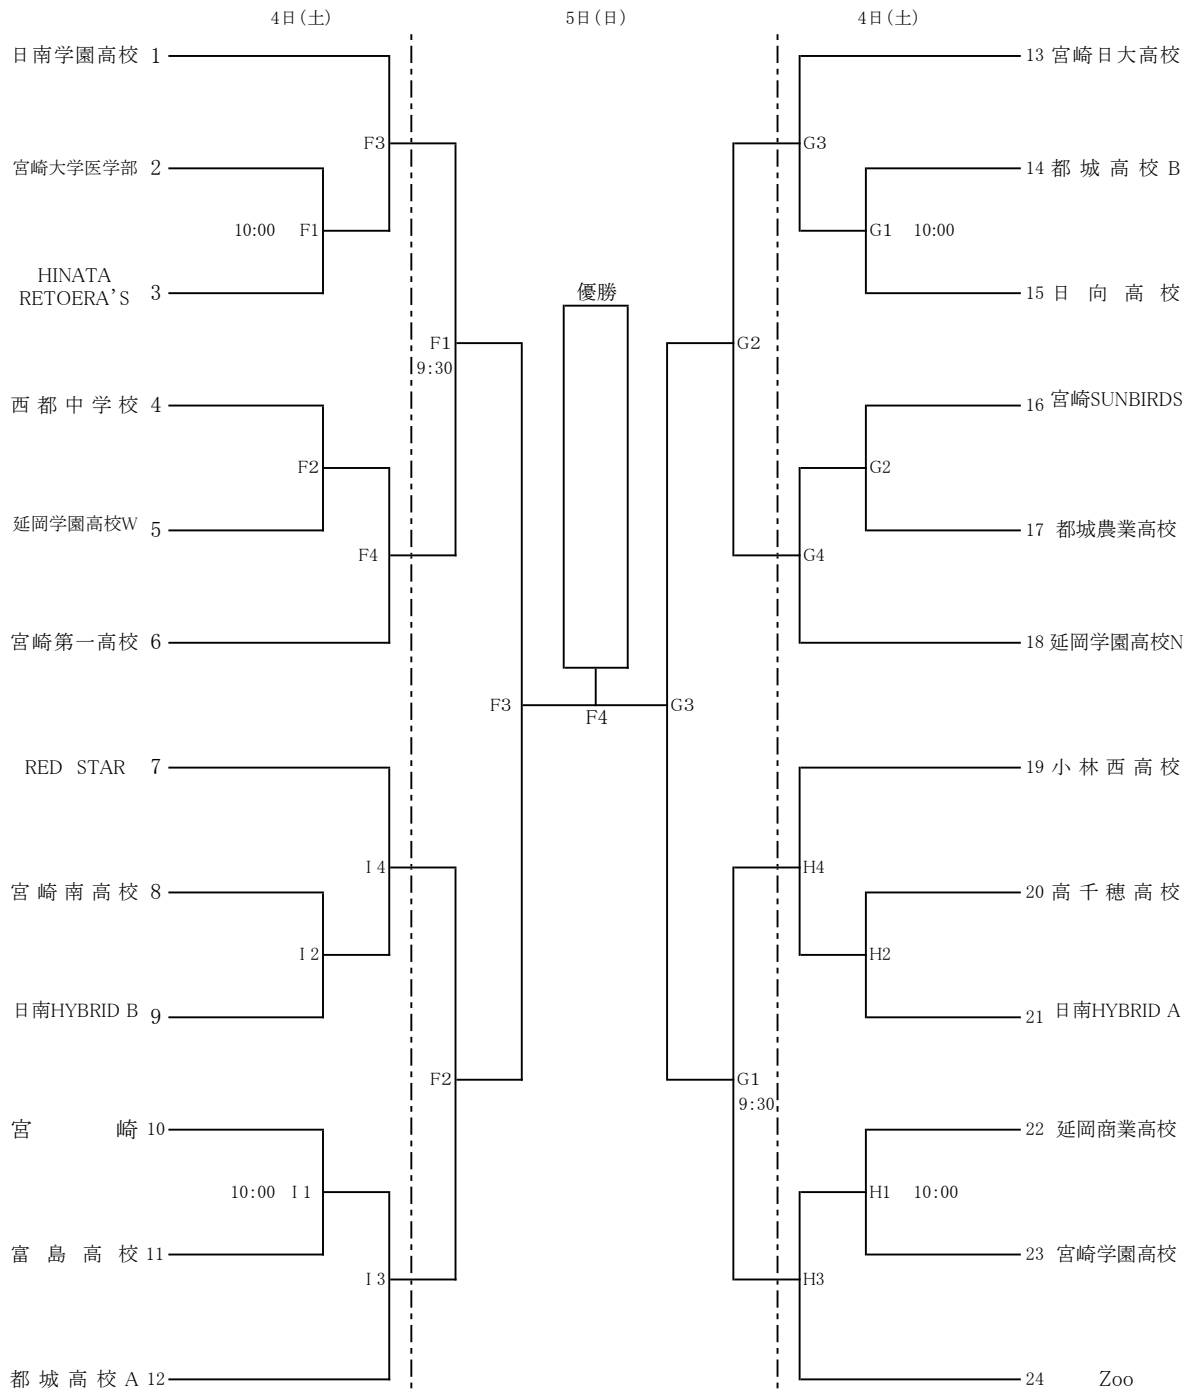 4日(土) 5日(日) 4日(土)
日南学園高校 1
13 宮崎日大高校
F3
G3
宮崎大学医学部 2
14 都城高校B
10:00 F1
G1 10:00
HINATA
RETOERA'S 3
15 日向高校
優勝
F1
9:30
G2
西都中学校 4
16 宮崎SUNBIRDS
F2
G2
延岡学園高校W 5
17 都城農業高校
F4
G4
宮崎第一高校 6
18 延岡学園高校N
F3
F4
G3
RED STAR 7
19 小林西高校
I4
H4
宮崎南高校 8
20 高千穂高校
I2
H2
日南HYBRID B 9
21 日南HYBRID A
F2
G1
9:30
宮崎 10
22 延岡商業高校
10:00 I1
H1 10:00
富島高校 11
23 宮崎学園高校
I3
H3
都城高校A 12
24 Zoo